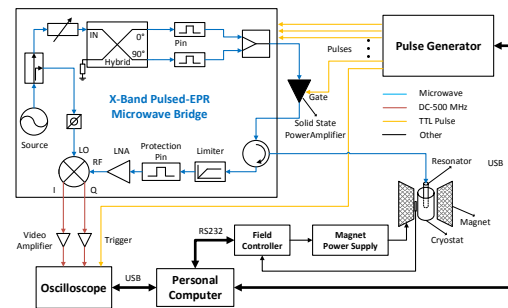 IN
0°
90°
Hybrid
Pin
Pulses
Pulse Generator
X-Band Pulsed-EPR
Microwave Bridge
Gate
Solid State
PowerAmplifier
Microwave
DC-500 MHz
TTL Pulse
Other
Source
LO
RF
LNA
Protection
Pin
Limiter
I
Q
Resonator
USB
Magnet
Cryostat
Video
Amplifier
Trigger
RS232
Field
Controller
Magnet
Power Supply
Oscilloscope
USB
Personal
Computer